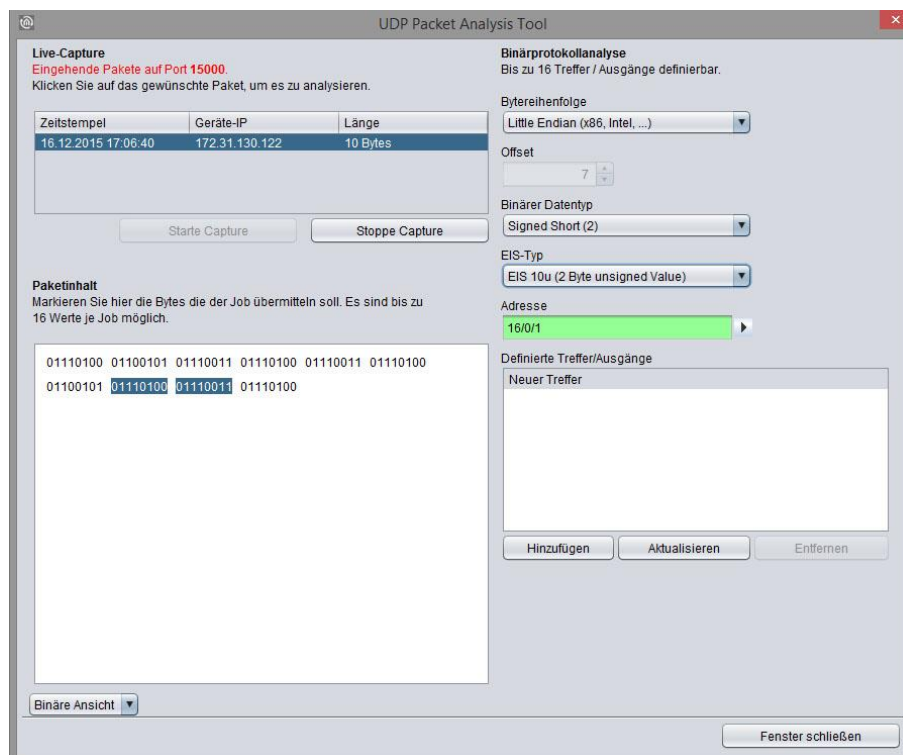 UDP Packet Analysis Tool
Live-Capture
Eingehende Pakete auf Port 15000.
Klicken Sie auf das gewünschte Paket, um es zu analysieren.
Zeitstempel Geräte-IP Länge
16.12.2015 17:06:40 172.31.130.122 10 Bytes
Starte Capture Stoppe Capture
Paketinhalt
Markieren Sie hier die Bytes die der Job übermitteln soll. Es sind bis zu
16 Werte je Job möglich.
01110100 01100101 01110011 01110100 01110011 01110100
01100101 01110100 01110011 01110100
Binäre Ansicht
Binärprotokollanalyse
Bis zu 16 Treffer / Ausgänge definierbar.
Bytereihenfolge
Little Endian (x86, Intel, ...)
Offset
7
Binärer Datentyp
Signed Short (2)
EIS-Typ
EIS 10u (2 Byte unsigned Value)
Adresse
16/0/1
Definierte Treffer/Ausgänge
Neuer Treffer
Hinzufügen Aktualisieren Entfernen
Fenster schließen